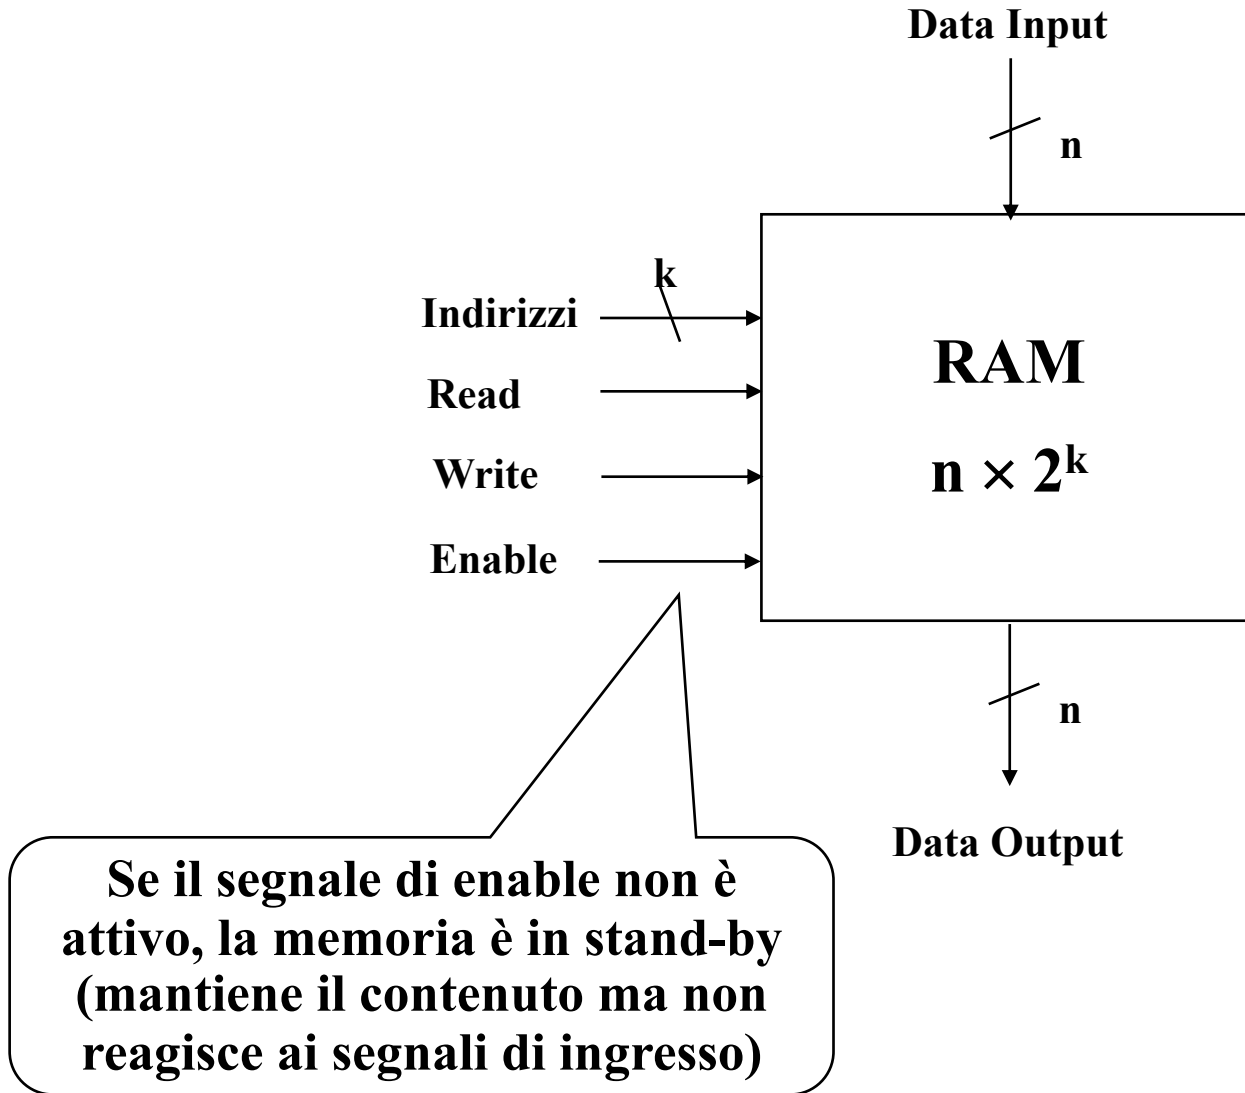 Data Input
n
k
Indirizzi
Read
Write
Enable
RAM
n × 2ᵏ
n
Data Output
Se il segnale di enable non è
attivo, la memoria è in stand-by
(mantiene il contenuto ma non
reagisce ai segnali di ingresso)